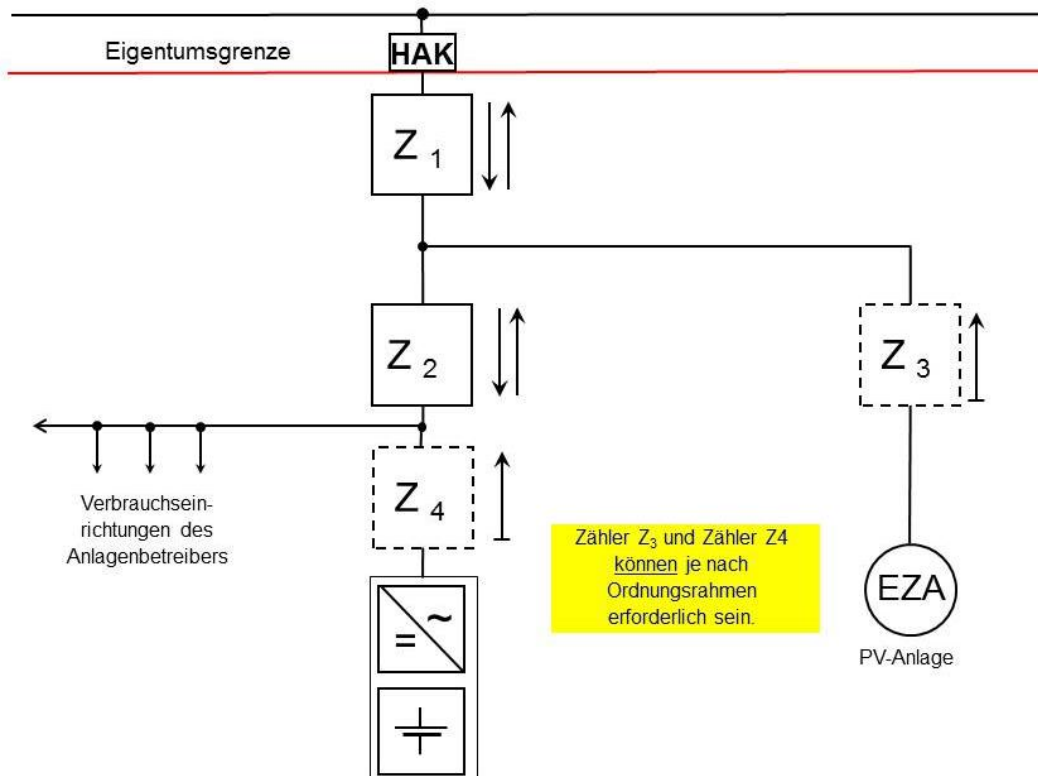 Eigentumsgrenze
HAK
Z 1
Z 2
Z 3
Z 4
Verbrauchsein-
richtungen des
Anlagenbetreibers
Zähler Z3 und Zähler Z4
können je nach
Ordnungsrahmen
erforderlich sein.
EZA
PV-Anlage
= ~